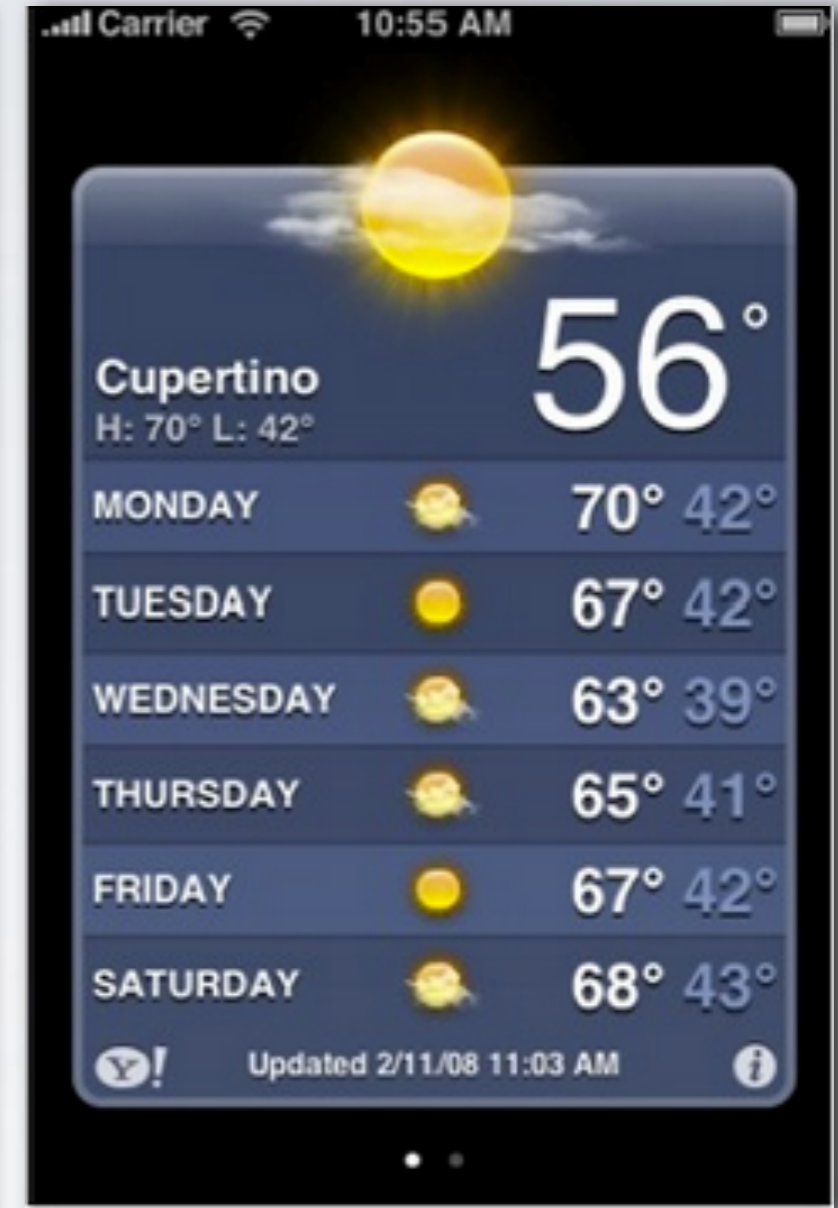 Carrier 10:55 AM
56°
Cupertino
H: 70° L: 42°
MONDAY 70° 42°
TUESDAY 67° 42°
WEDNESDAY 63° 39°
THURSDAY 65° 41°
FRIDAY 67° 42°
SATURDAY 68° 43°
Y! Updated 2/11/08 11:03 AM i